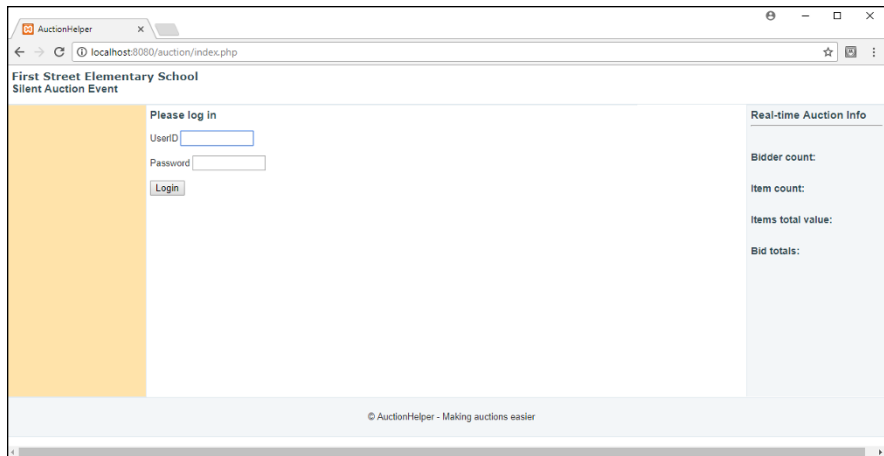 AuctionHelper
localhost:8080/auction/index.php
First Street Elementary School
Silent Auction Event
Please log in
UserID
Password
Login
Real-time Auction Info
Bidder count:
Item count:
Items total value:
Bid totals:
© AuctionHelper - Making auctions easier